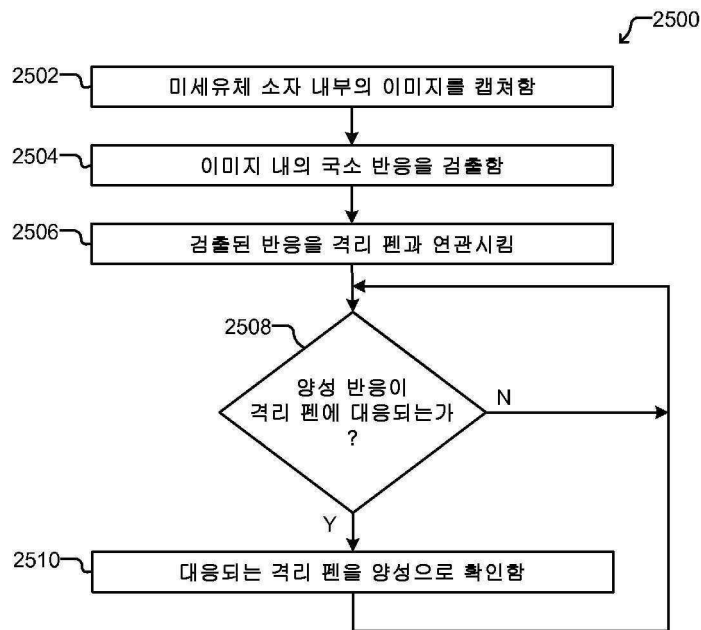 2500
2502
미세유체 소자 내부의 이미지를 캡쳐함
2504
이미지 내의 국소 반응을 검출함
2506
검출된 반응을 격리 펜과 연관시킴
2508
양성 반응이
격리 펜에 대응되는가
?
N
Y
2510
대응되는 격리 펜을 양성으로 확인함